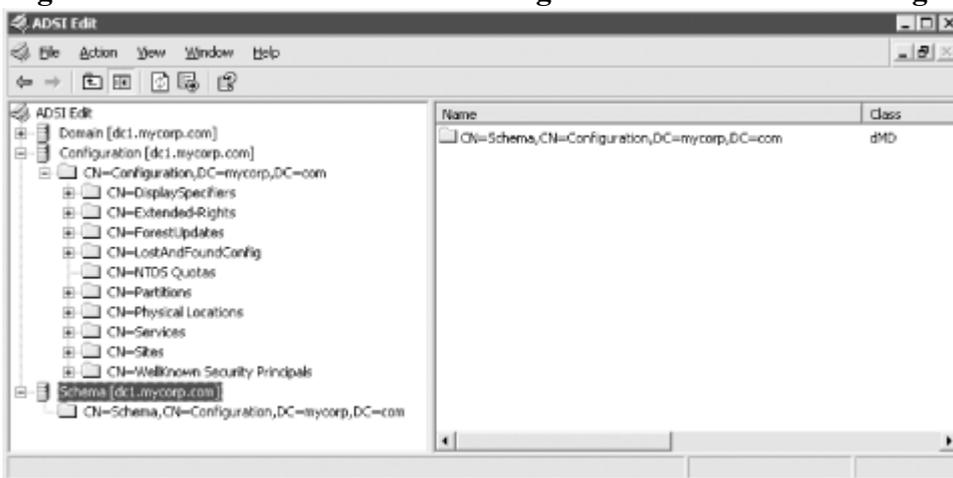 ADSI Edit
File Action View Window Help
ADSI Edit
Domain [dc1.mycorp.com]
Configuration [dc1.mycorp.com]
CN=Configuration,DC=mycorp,DC=com
CN=DisplaySpecifiers
CN=Extended-Rights
CN=ForestUpdates
CN=LostAndFoundConfig
CN=NTDS Quotas
CN=Partitions
CN=Physical Locations
CN=Services
CN=Sites
CN=WellKnown Security Principals
Schema [dc1.mycorp.com]
CN=Schema,CN=Configuration,DC=mycorp,DC=com
Name Class
CN=Schema,CN=Configuration,DC=mycorp,DC=com dMD